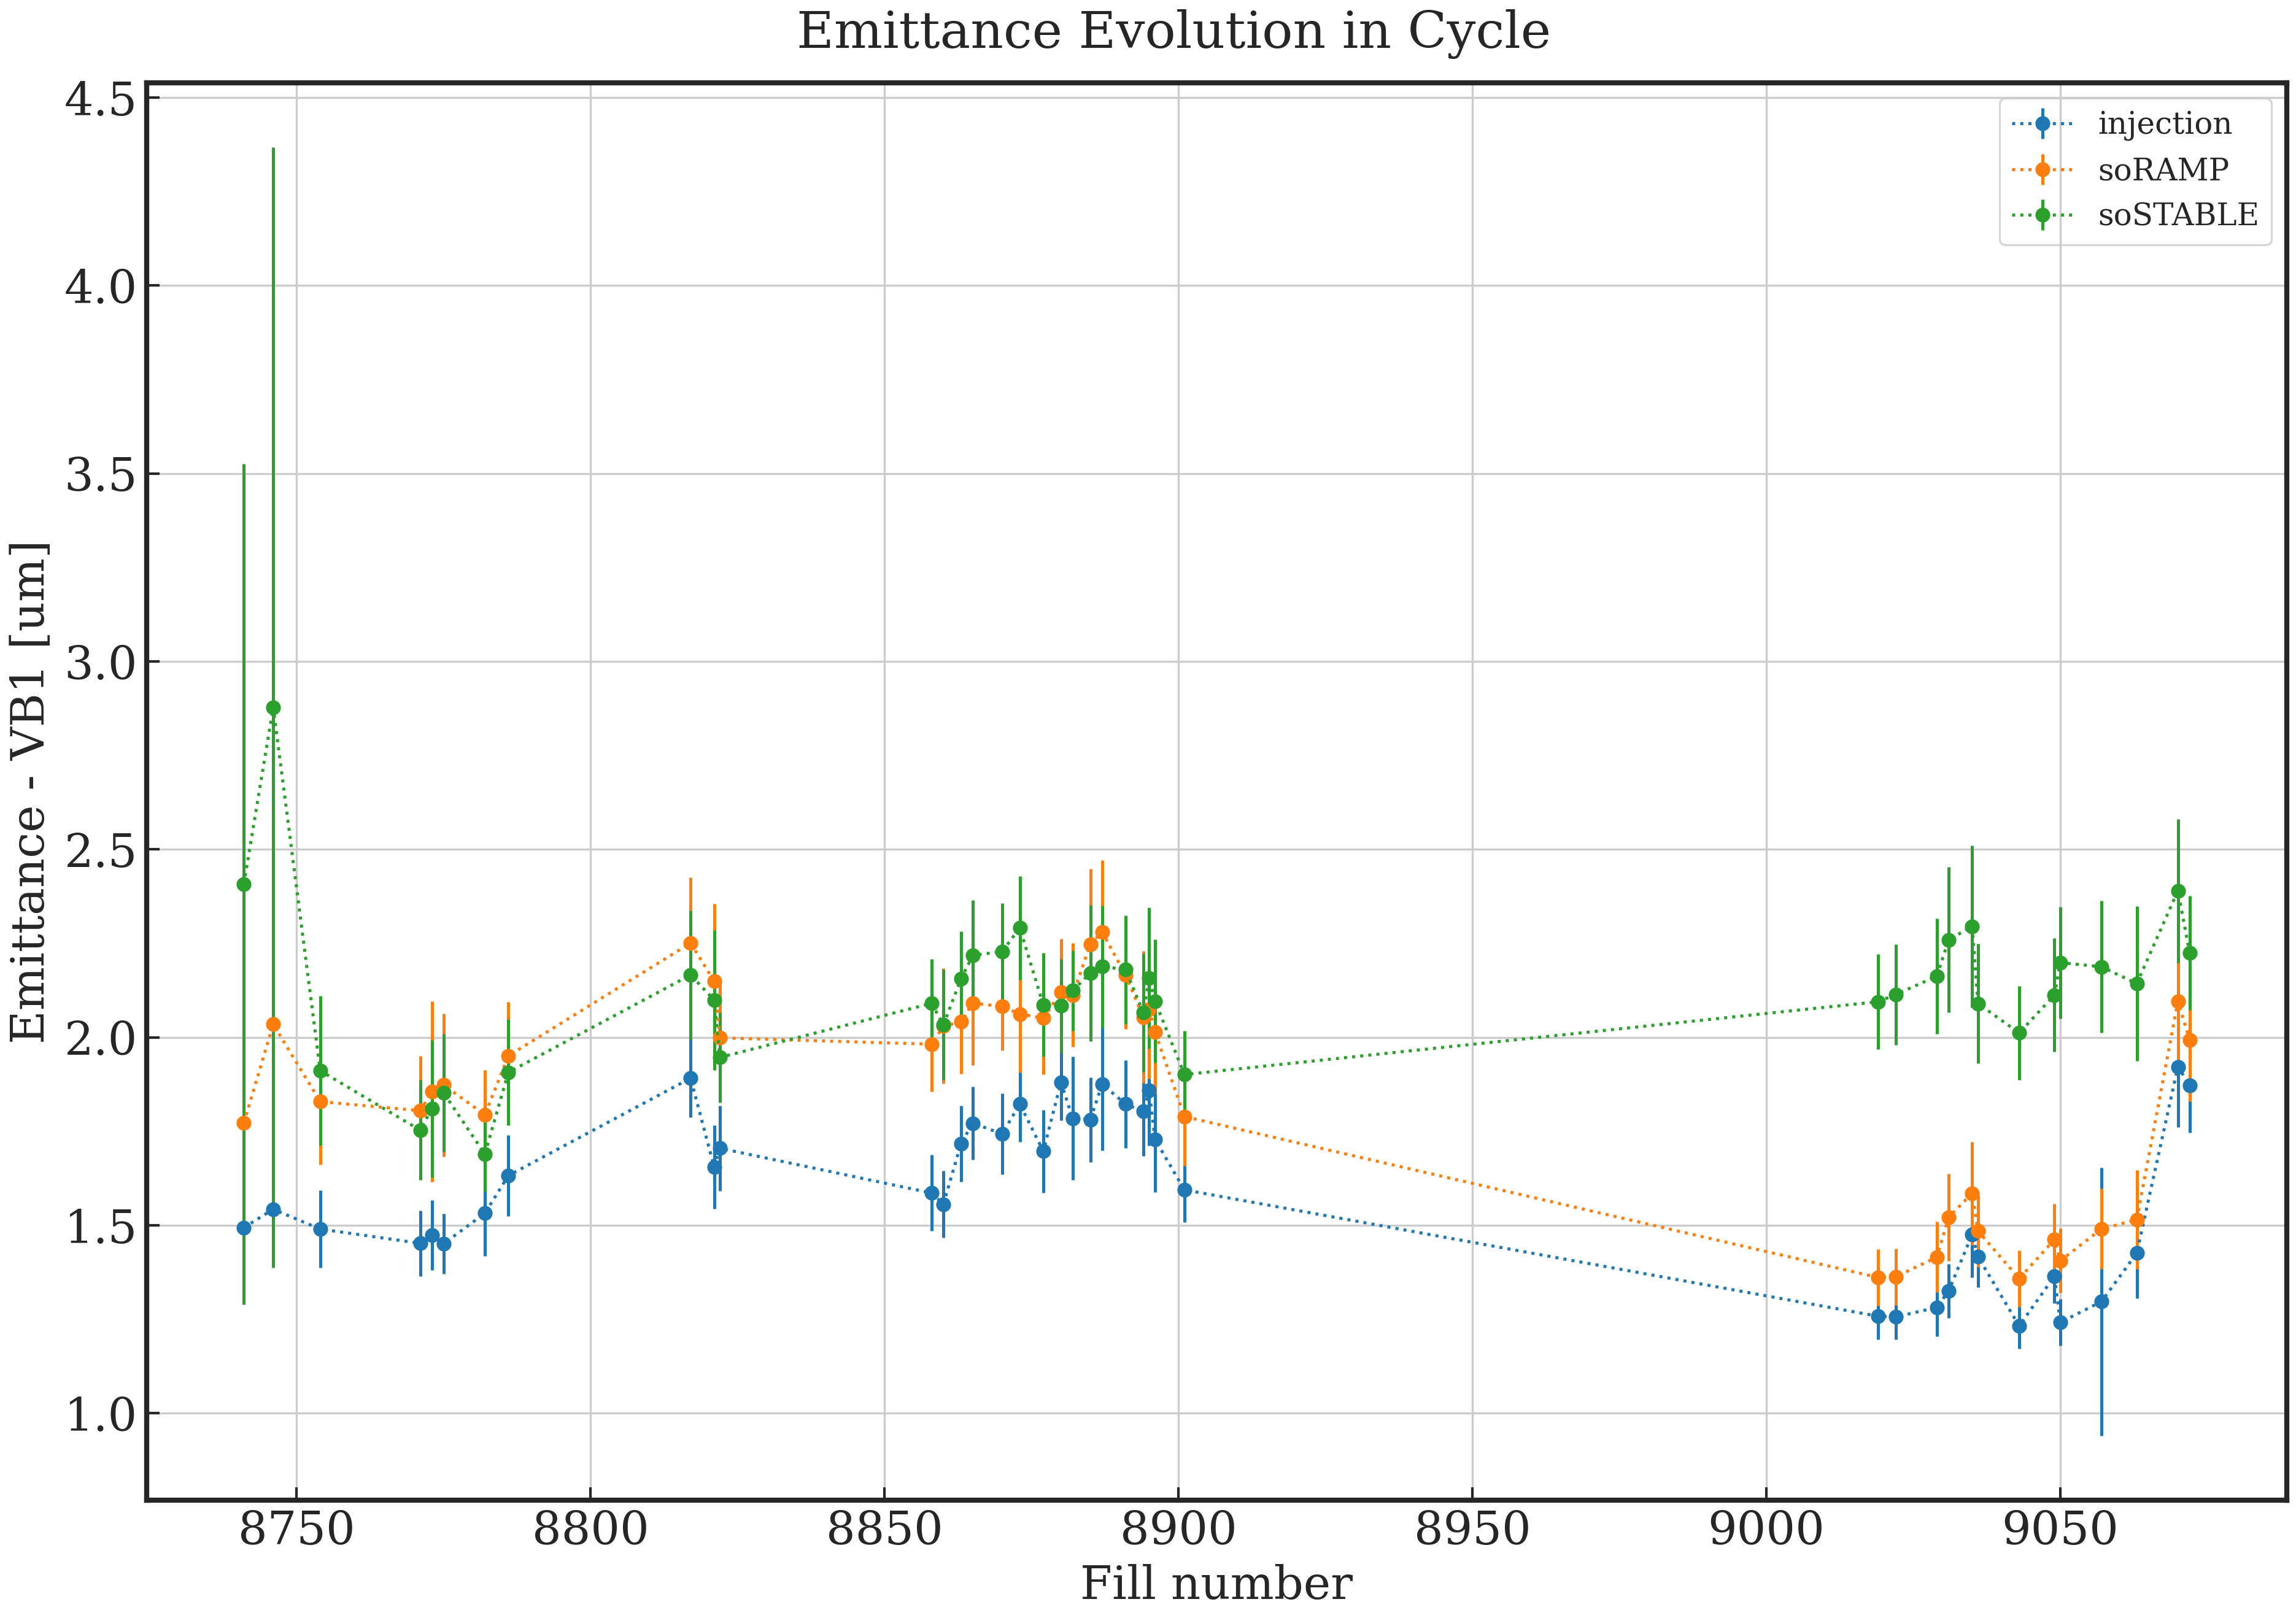 Emittance Evolution in Cycle
Emittance - VB1 [um]
4.5
4.0
3.5
3.0
2.5
2.0
1.5
1.0
injection
soRAMP
soSTABLE
8750 8800 8850 8900 8950 9000 9050
Fill number